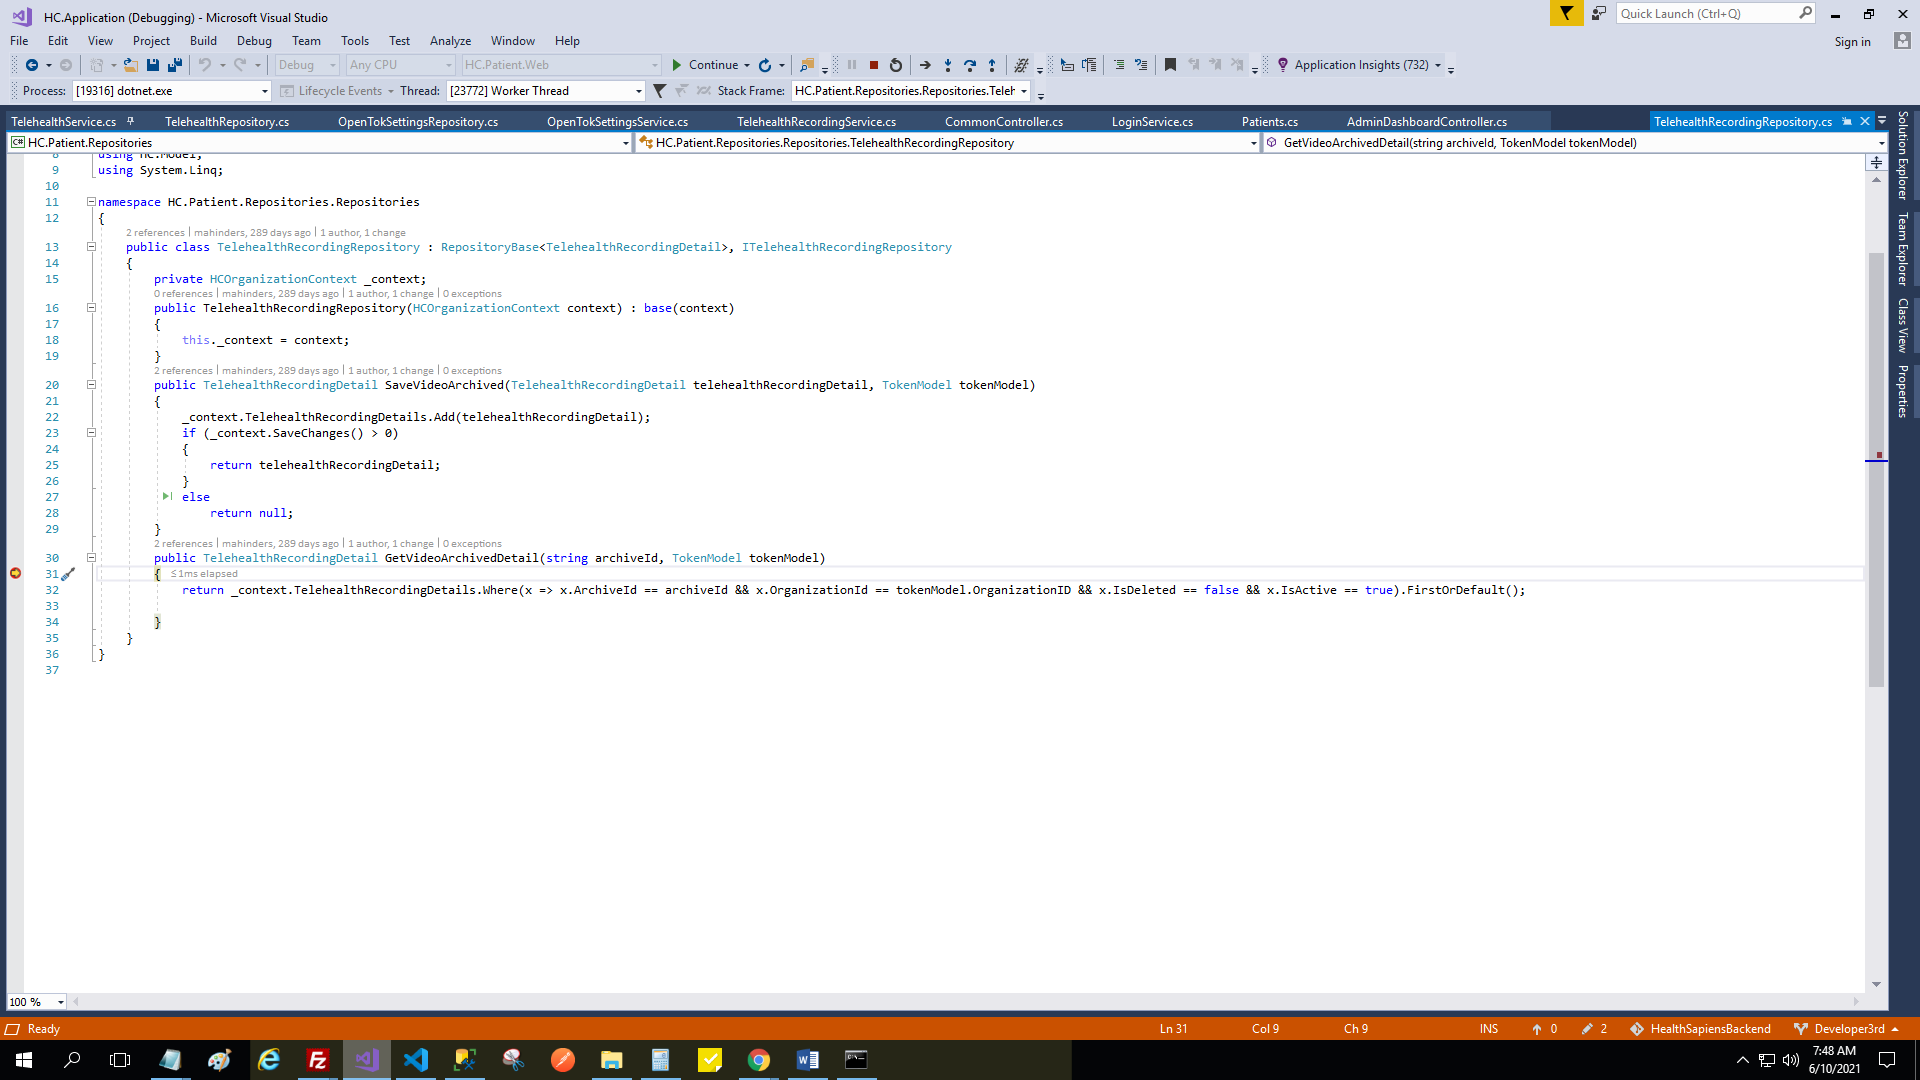 HC.Application (Debugging) - Microsoft Visual Studio
Quick Launch (Ctrl+Q)
File Edit View Project Build Debug Team Tools Test Analyze Window Help
Sign in
Debug Any CPU HC.Patient.Web Continue Application Insights (732)
Process: [19316] dotnet.exe Lifecycle Events Thread: [23772] Worker Thread Stack Frame: HC.Patient.Repositories.Repositories.Teleh
TelehealthService.cs TelehealthRepository.cs OpenTokSettingsRepository.cs OpenTokSettingsService.cs TelehealthRecordingService.cs CommonController.cs LoginService.cs Patients.cs AdminDashboardController.cs TelehealthRecordingRepository.cs
C# HC.Patient.Repositories HC.Patient.Repositories.Repositories.TelehealthRecordingRepository GetVideoArchivedDetail(string archiveId, TokenModel tokenModel)
8 using HC.Model;
9 using System.Linq;
10
11 namespace HC.Patient.Repositories.Repositories
12 {
2 references | mahinders, 289 days ago | 1 author, 1 change
13 public class TelehealthRecordingRepository : RepositoryBase<TelehealthRecordingDetail>, ITelehealthRecordingRepository
14 {
15 private HCOrganizationContext _context;
0 references | mahinders, 289 days ago | 1 author, 1 change | 0 exceptions
16 public TelehealthRecordingRepository(HCOrganizationContext context) : base(context)
17 {
18 this._context = context;
19 }
2 references | mahinders, 289 days ago | 1 author, 1 change | 0 exceptions
20 public TelehealthRecordingDetail SaveVideoArchived(TelehealthRecordingDetail telehealthRecordingDetail, TokenModel tokenModel)
21 {
22 _context.TelehealthRecordingDetails.Add(telehealthRecordingDetail);
23 if (_context.SaveChanges() > 0)
24 {
25 return telehealthRecordingDetail;
26 }
27 else
28 return null;
29 }
2 references | mahinders, 289 days ago | 1 author, 1 change | 0 exceptions
30 public TelehealthRecordingDetail GetVideoArchivedDetail(string archiveId, TokenModel tokenModel)
31 { ≤1ms elapsed
32 return _context.TelehealthRecordingDetails.Where(x => x.ArchiveId == archiveId && x.OrganizationId == tokenModel.OrganizationID && x.IsDeleted == false && x.IsActive == true).FirstOrDefault();
33
34 }
35 }
36 }
37
Solution Explorer
Team Explorer
Class View
Properties
100 %
Ready Ln 31 Col 9 Ch 9 INS 0 2 HealthSapiensBackend Developer3rd
7:48 AM
6/10/2021